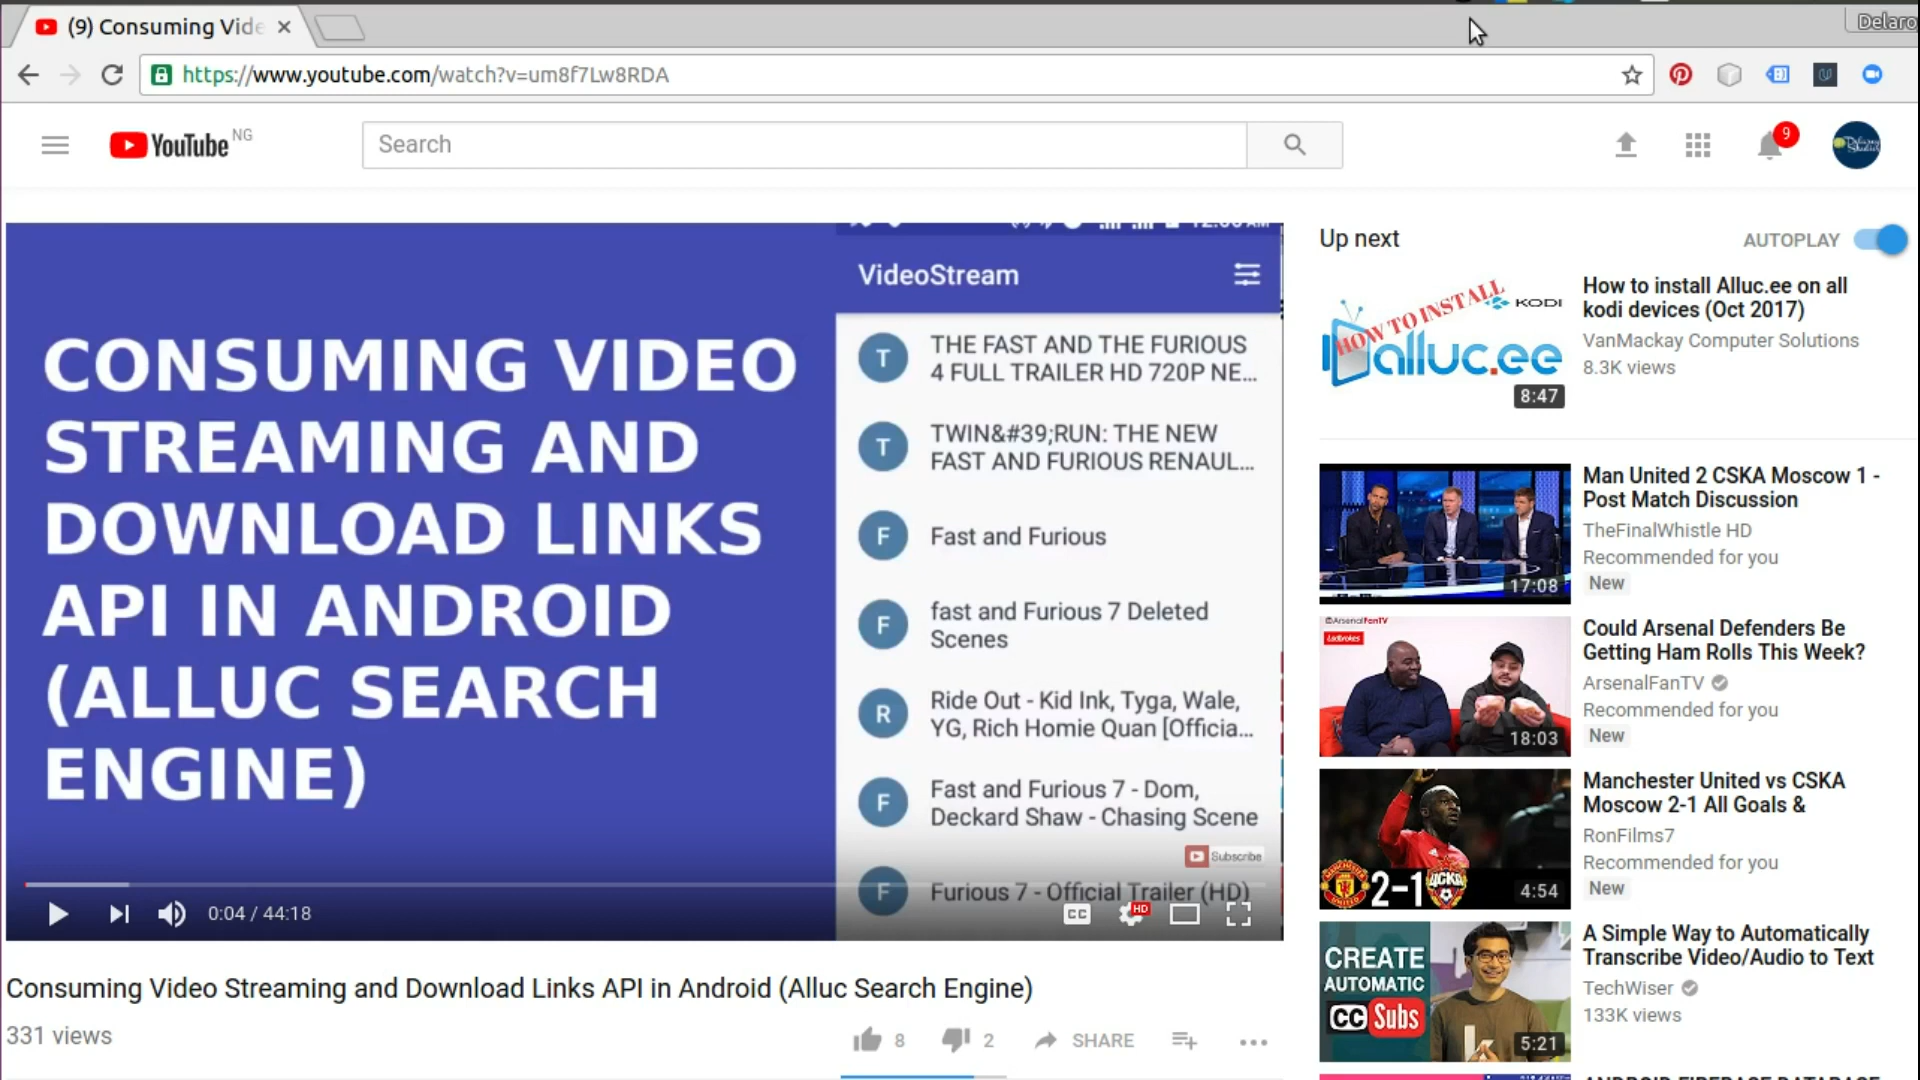 (9) Consuming Vide
Delaro
https://www.youtube.com/watch?v=um8f7Lw8RDA
YouTube NG
Search
9
CONSUMING VIDEO
STREAMING AND
DOWNLOAD LINKS
API IN ANDROID
(ALLUC SEARCH
ENGINE)
VideoStream
T
THE FAST AND THE FURIOUS
4 FULL TRAILER HD 720P NE...
T
TWIN&#39;RUN: THE NEW
FAST AND FURIOUS RENAUL...
F
Fast and Furious
F
fast and Furious 7 Deleted
Scenes
R
Ride Out - Kid Ink, Tyga, Wale,
YG, Rich Homie Quan [Officia...
F
Fast and Furious 7 - Dom,
Deckard Shaw - Chasing Scene
Subscribe
F
Furious 7 - Official Trailer (HD)
0:04 / 44:18
CC
HD
Consuming Video Streaming and Download Links API in Android (Alluc Search Engine)
331 views
8
2
SHARE
Up next
AUTOPLAY
HOW TO INSTALL
KODI
alluc.ee
8:47
How to install Alluc.ee on all
kodi devices (Oct 2017)
VanMackay Computer Solutions
8.3K views
17:08
Man United 2 CSKA Moscow 1 -
Post Match Discussion
TheFinalWhistle HD
Recommended for you
New
@ArsenalFanTV
Ladbrokes
18:03
Could Arsenal Defenders Be
Getting Ham Rolls This Week?
ArsenalFanTV
Recommended for you
New
2-1
ЦСКА
4:54
Manchester United vs CSKA
Moscow 2-1 All Goals &
RonFilms7
Recommended for you
New
CREATE
AUTOMATIC
CC Subs
5:21
A Simple Way to Automatically
Transcribe Video/Audio to Text
TechWiser
133K views